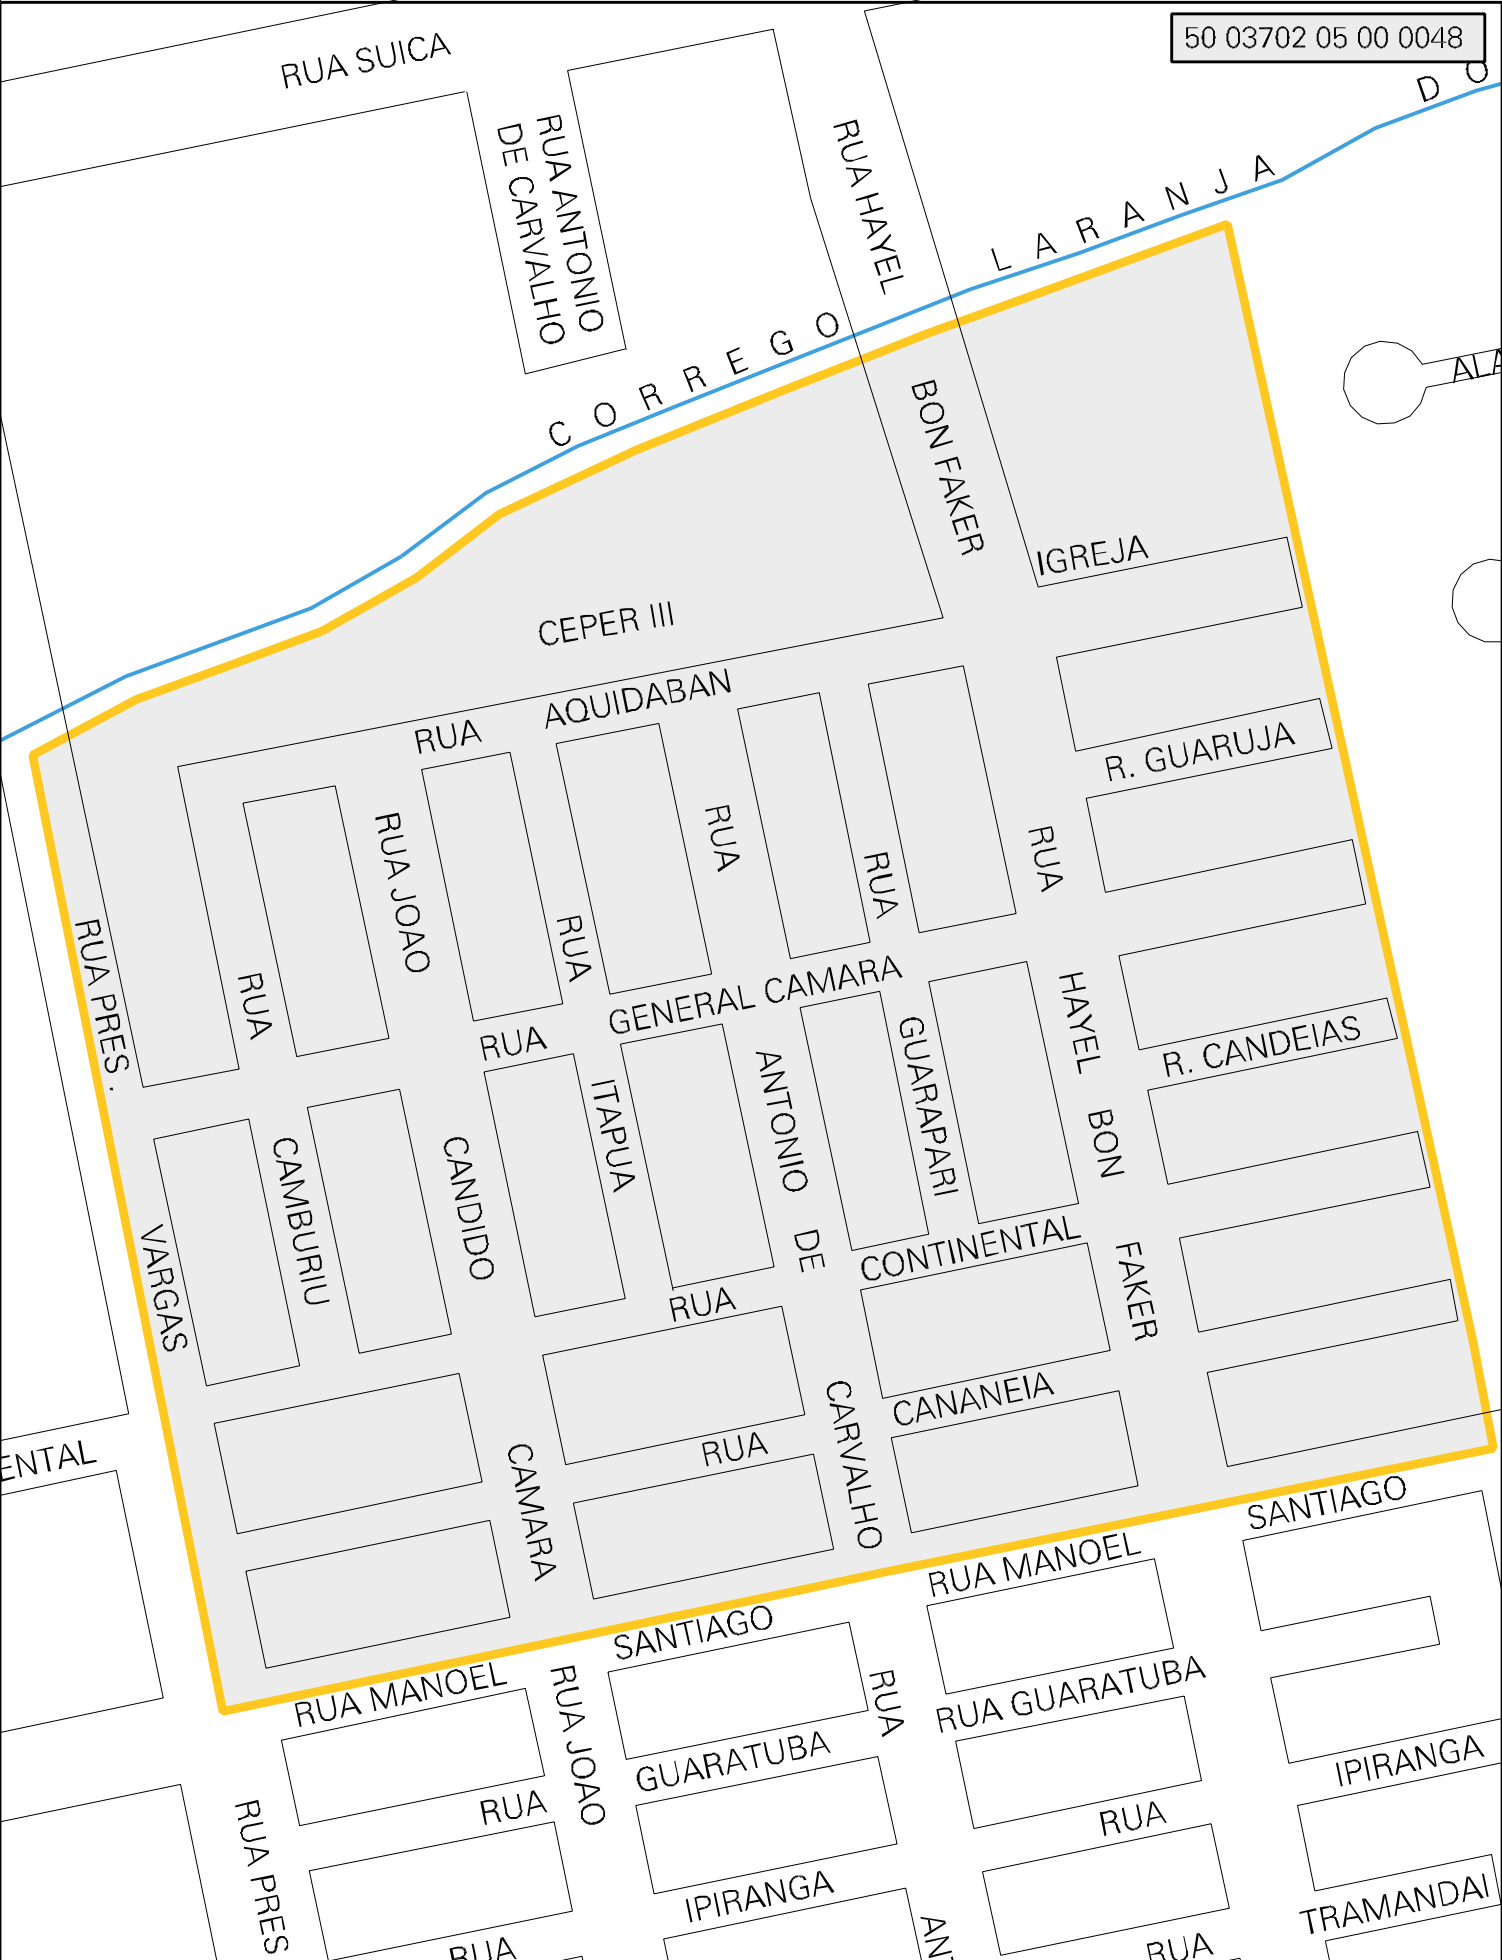 50 03702 05 00 0048
RUA SUICA
RUA ANTONIO
DE CARVALHO
RUA HAYEL
BON FAKER
CORREGO LARANJA DO
IGREJA
CEPER III
RUA AQUIDABAN
R. GUARUJA
RUA JOAO
CANDIDO
CAMARA
RUA
ITAPUA
RUA
ANTONIO DE
CARVALHO
RUA
GUARAPARI
RUA
HAYEL BON
FAKER
RUA PRES.
VARGAS
RUA
CAMBURIU
RUA GENERAL CAMARA
R. CANDEIAS
RUA CONTINENTAL
RUA CANANEIA
ENTAL
SANTIAGO
RUA MANOEL
SANTIAGO
RUA MANOEL
RUA JOAO
RUA
RUA GUARATUBA
RUA GUARATUBA
IPIRANGA
RUA
RUA PRES
IPIRANGA
TRAMANDAI
RUA
RUA